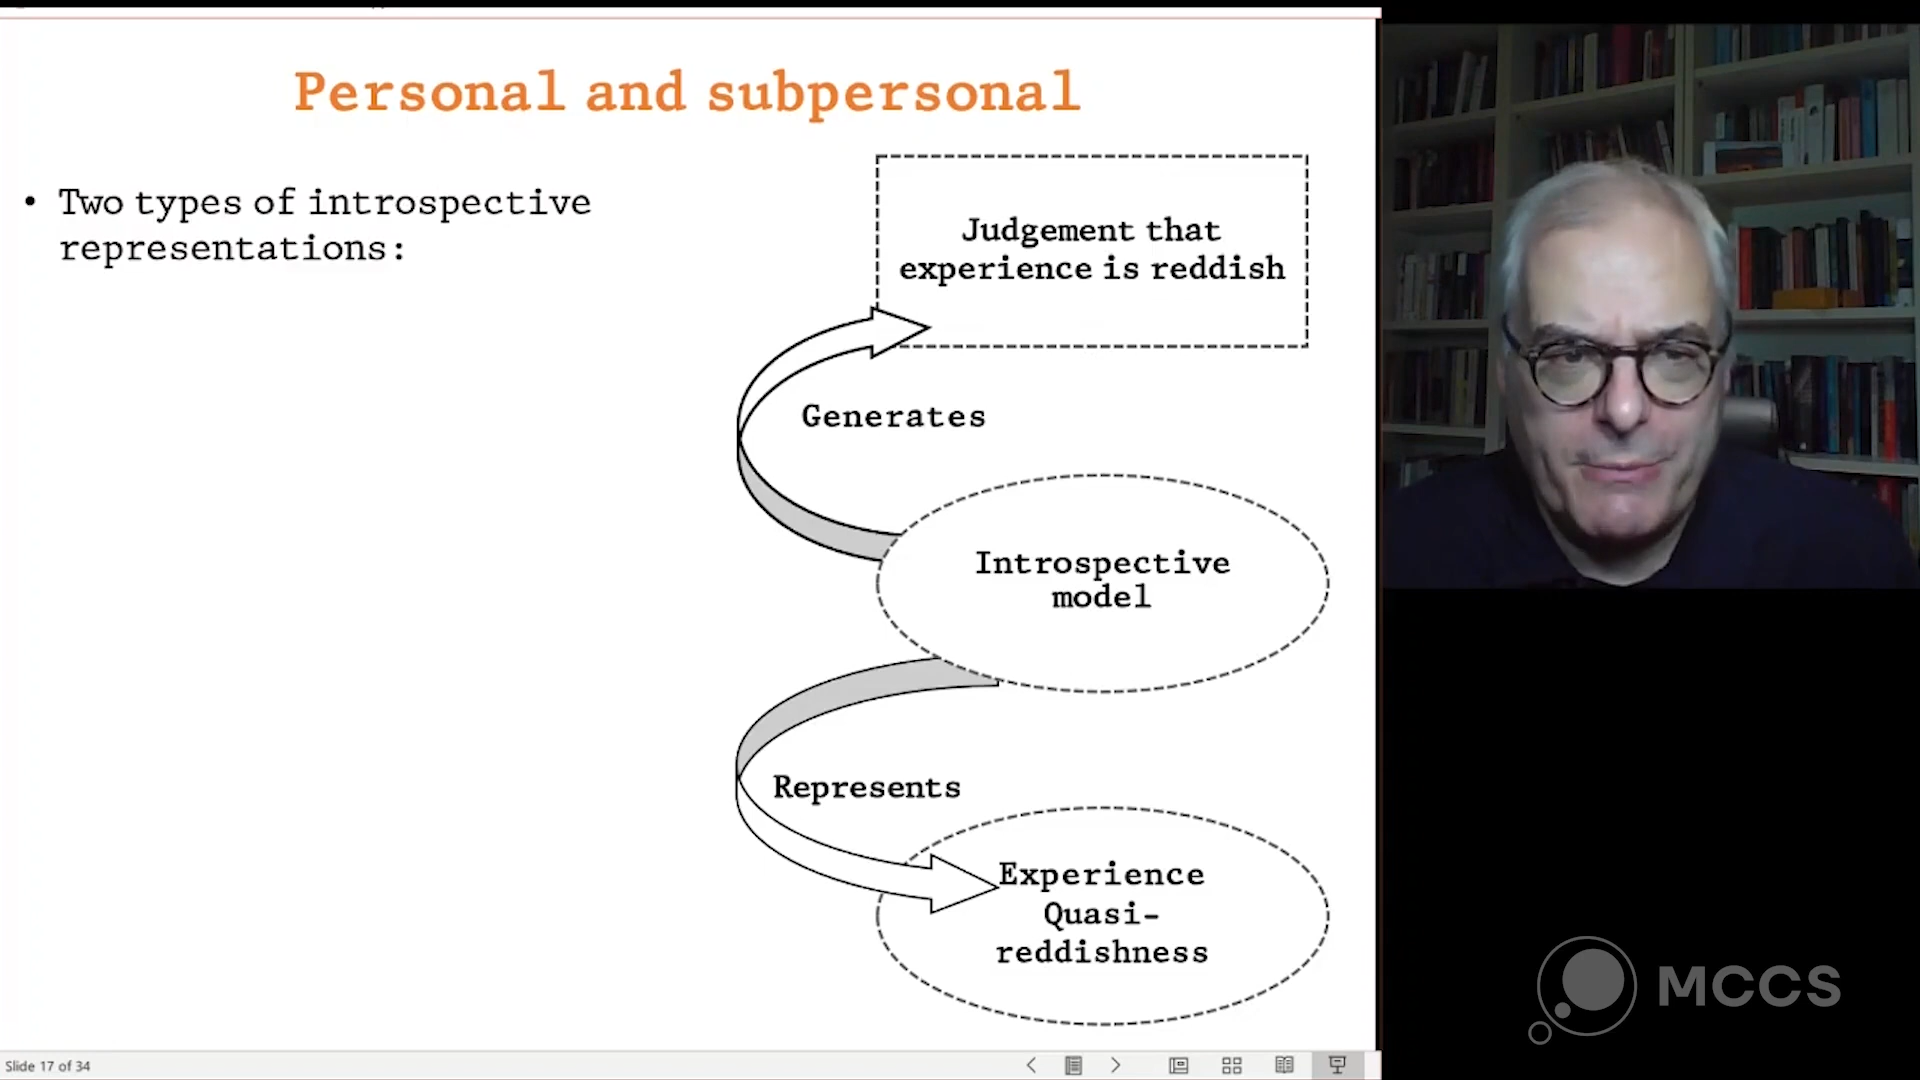 Personal and subpersonal
• Two types of introspective
representations:
Judgement that
experience is reddish
Generates
Introspective
model
Represents
Experience
Quasi-
reddishness
Slide 17 of 34
MCCS